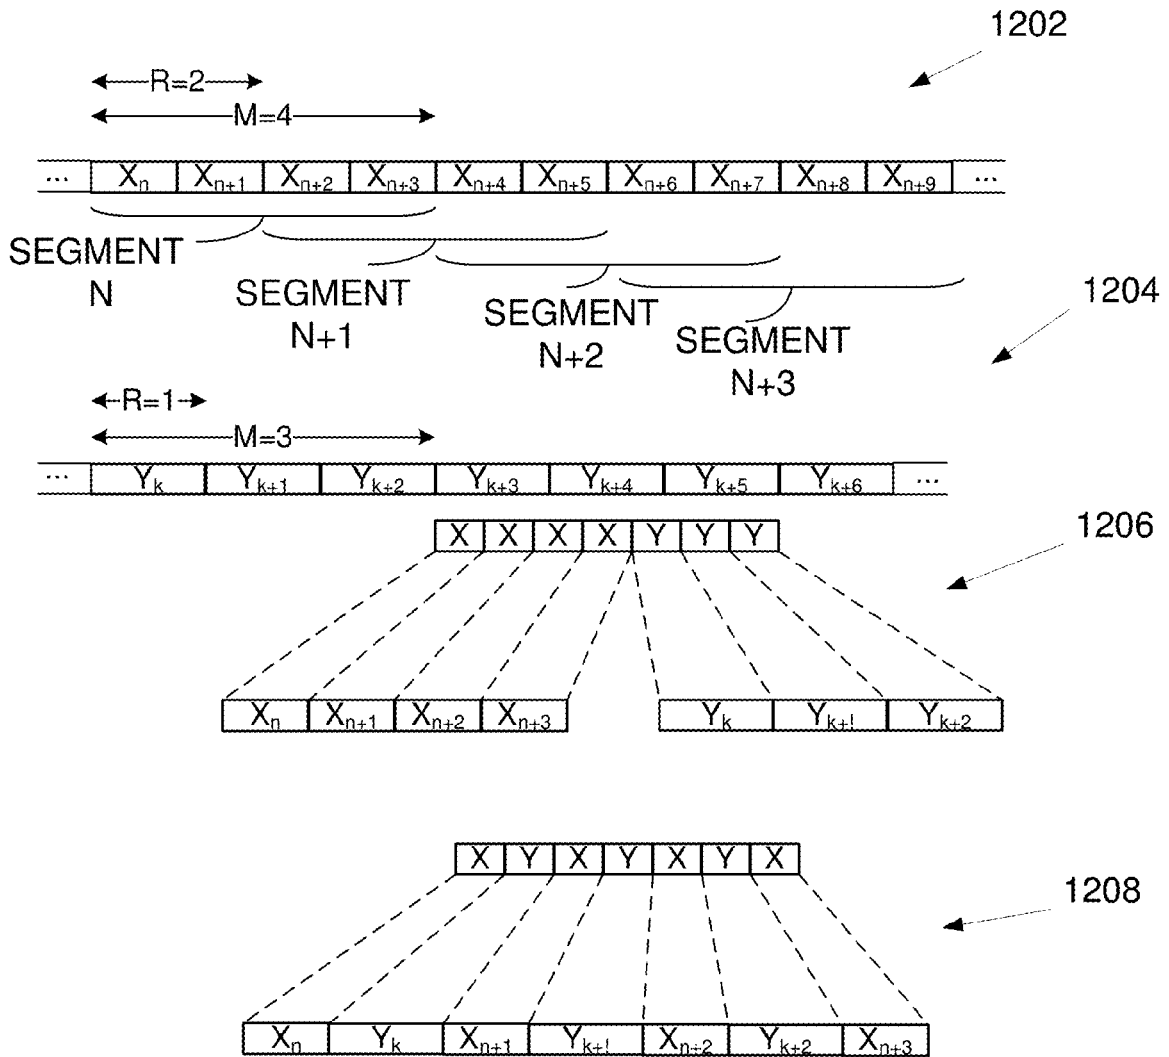 1202
R=2
M=4
... Xn Xn+1 Xn+2 Xn+3 Xn+4 Xn+5 Xn+6 Xn+7 Xn+8 Xn+9 ...
SEGMENT
N
SEGMENT
N+1
SEGMENT
N+2
SEGMENT
N+3
1204
R=1
M=3
... Yk Yk+1 Yk+2 Yk+3 Yk+4 Yk+5 Yk+6 ...
X X X X Y Y Y
1206
Xn Xn+1 Xn+2 Xn+3 Yk Yk+! Yk+2
X Y X Y X Y X
1208
Xn Yk Xn+1 Yk+! Xn+2 Yk+2 Xn+3